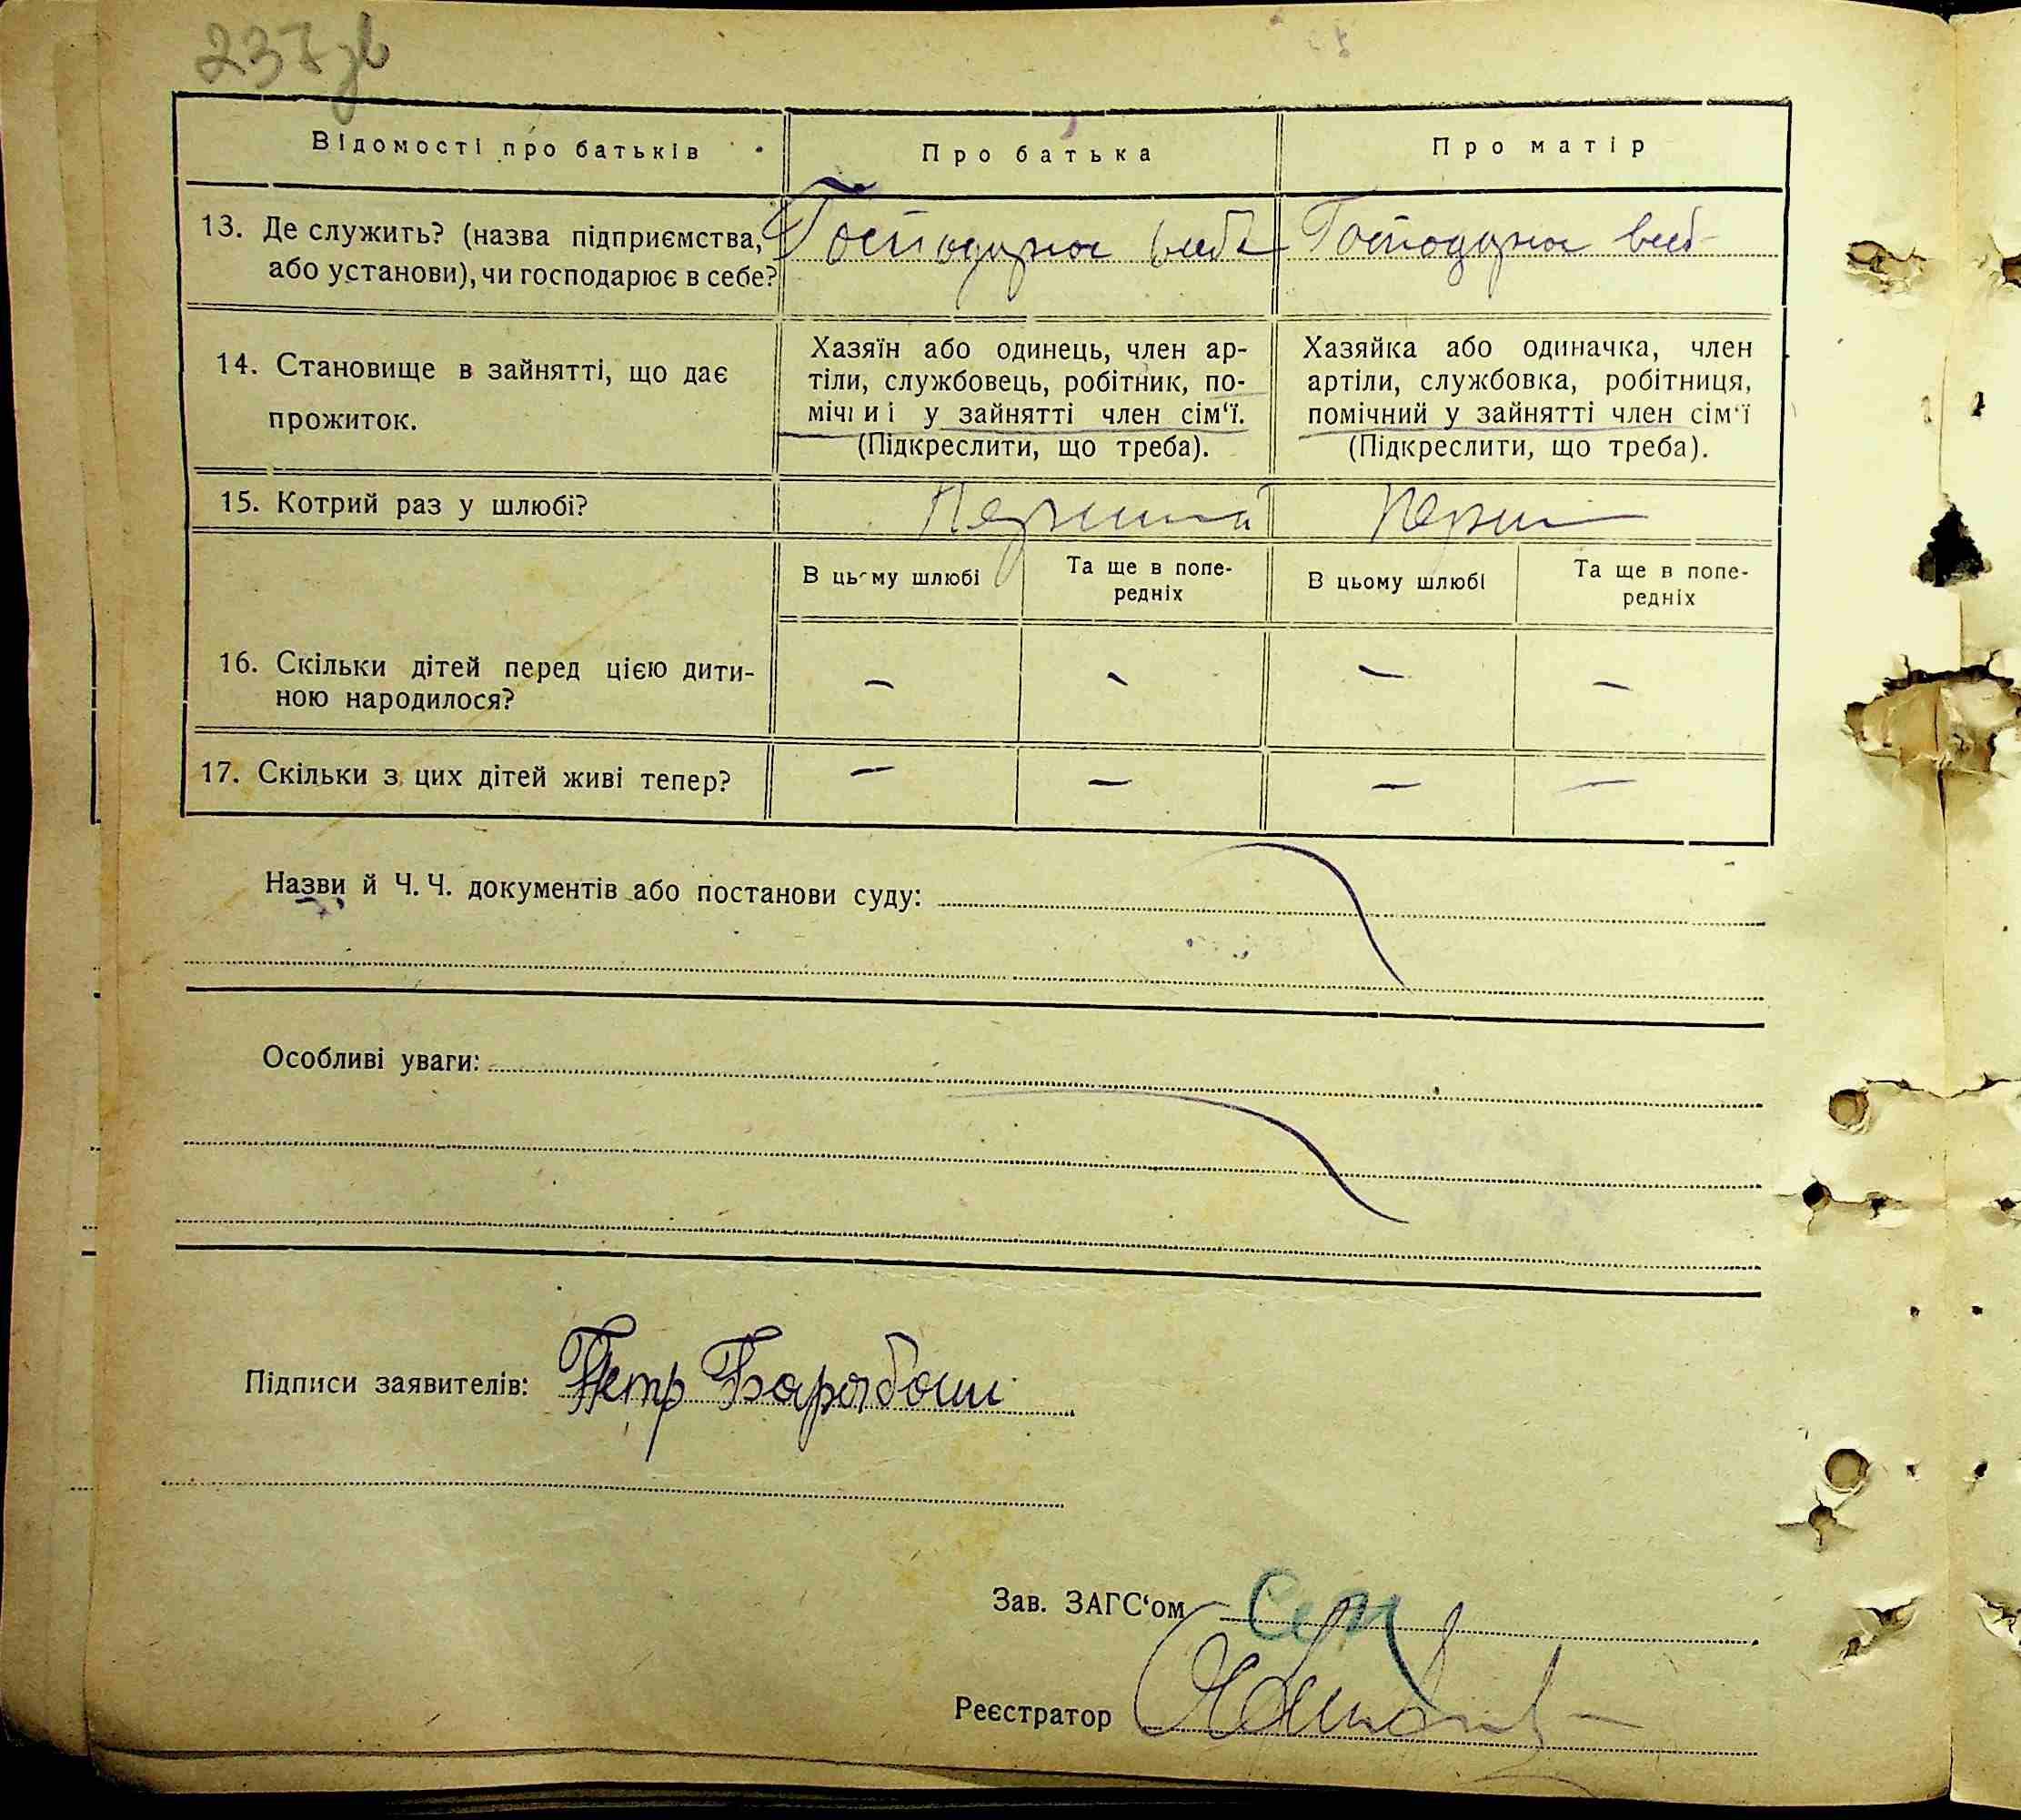 237зв
Відомості про батьків
Про батька
Про матір
13. Де служить? (назва підприємства,
або установи), чи господарює в себе?
Господарює в себе
Господарює в себ
14. Становище в зайнятті, що дає
прожиток.
Хазяїн або одинець, член ар-
тіли, службовець, робітник, по-
мічний у зайнятті член сім'ї.
(Підкреслити, що треба).
Хазяйка або одиначка, член
артіли, службовка, робітниця,
помічний у зайнятті член сім'ї
(Підкреслити, що треба).
15. Котрий раз у шлюбі?
Перший
Перши
В цьому шлюбі
Та ще в попе-
редніх
В цьому шлюбі
Та ще в попе-
редніх
16. Скільки дітей перед цією дити-
ною народилося?
— — — —
17. Скільки з цих дітей живі тепер?
— — — —
Назви й Ч. Ч. документів або постанови суду:
Особливі уваги:
Підписи заявителів: Петр Барабаш
Зав. ЗАГС'ом
Реєстратор